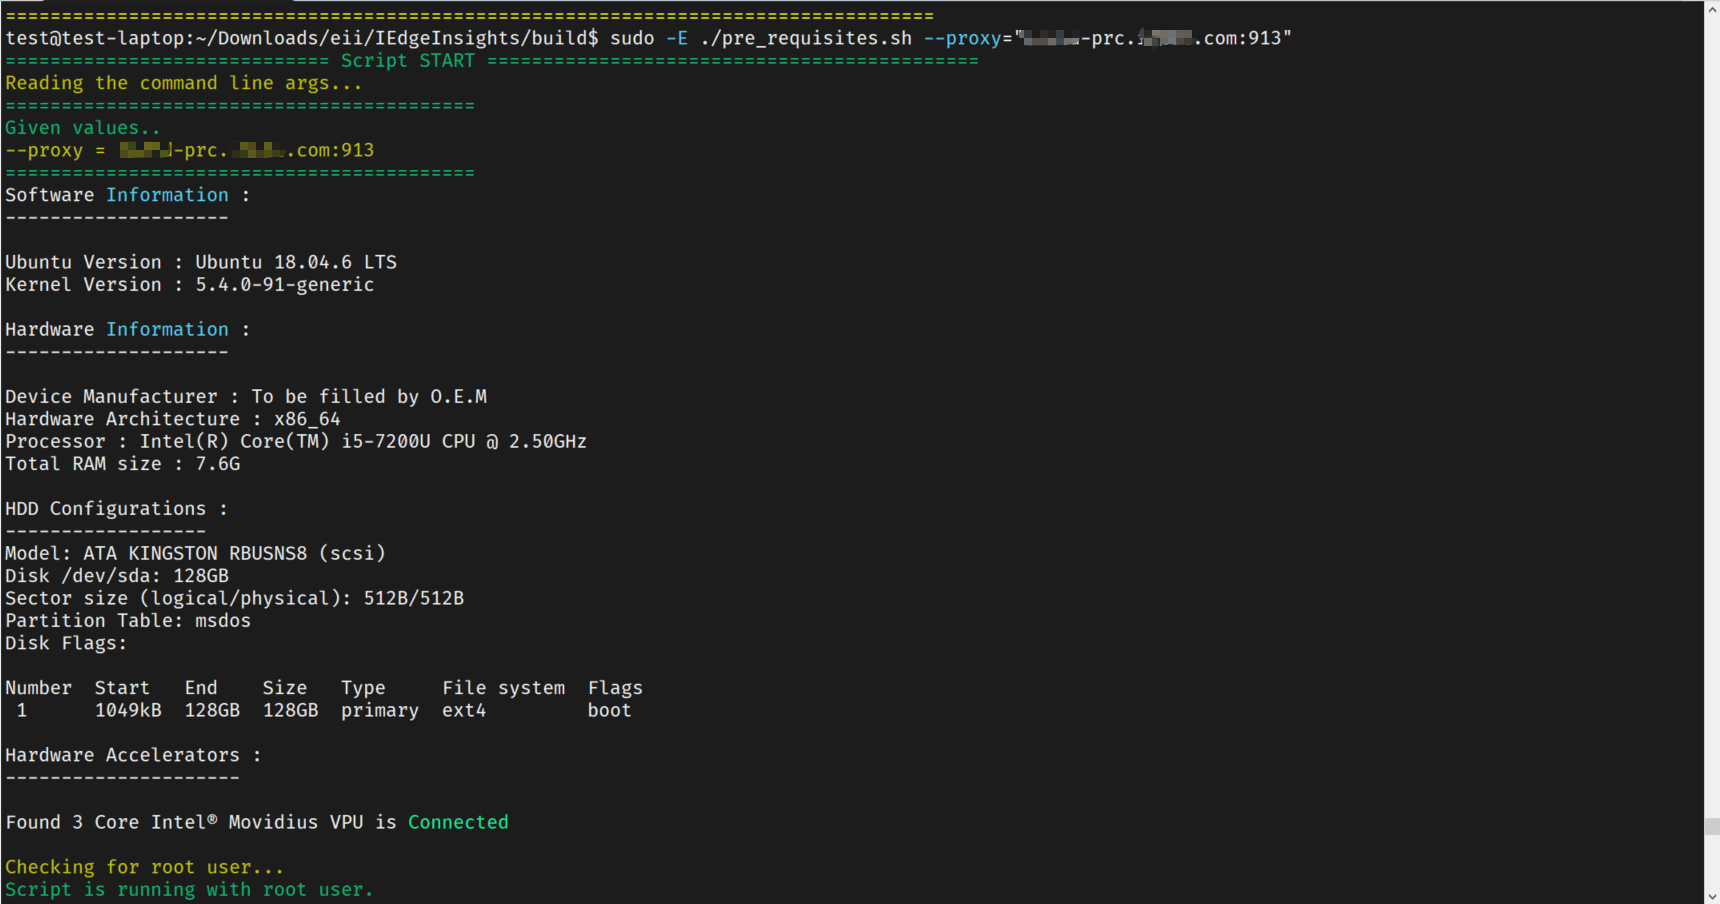 ===================================================================================
test@test-laptop:~/Downloads/eii/IEdgeInsights/build$ sudo -E ./pre_requisites.sh --proxy="-prc..com:913"
============================= Script START ============================================
Reading the command line args...
==========================================
Given values..
--proxy = -prc..com:913
==========================================
Software Information :
--------------------
Ubuntu Version : Ubuntu 18.04.6 LTS
Kernel Version : 5.4.0-91-generic
Hardware Information :
--------------------
Device Manufacturer : To be filled by O.E.M
Hardware Architecture : x86_64
Processor : Intel(R) Core(TM) i5-7200U CPU @ 2.50GHz
Total RAM size : 7.6G
HDD Configurations :
------------------
Model: ATA KINGSTON RBUSNS8 (scsi)
Disk /dev/sda: 128GB
Sector size (logical/physical): 512B/512B
Partition Table: msdos
Disk Flags:
Number  Start   End    Size   Type     File system  Flags
 1      1049kB  128GB  128GB  primary  ext4         boot
Hardware Accelerators :
---------------------
Found 3 Core Intel® Movidius VPU is Connected
Checking for root user...
Script is running with root user.